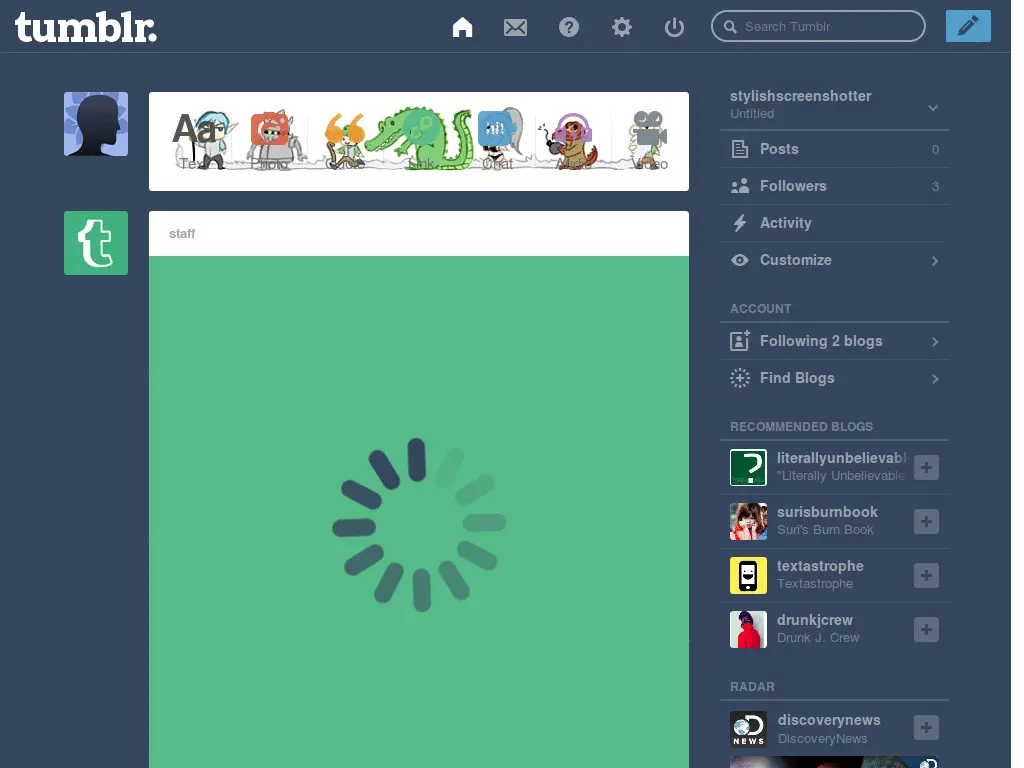 tumblr.
Search Tumblr
Aa
Text
Photo
Quote
Link
Chat
Audio
Video
staff
stylishscreenshotter
Untitled
Posts 0
Followers 3
Activity
Customize
ACCOUNT
Following 2 blogs
Find Blogs
RECOMMENDED BLOGS
literallyunbelievabl
"Literally Unbelievable
surisburnbook
Suri's Burn Book
textastrophe
Textastrophe
drunkjcrew
Drunk J. Crew
RADAR
discoverynews
DiscoveryNews
NEWS